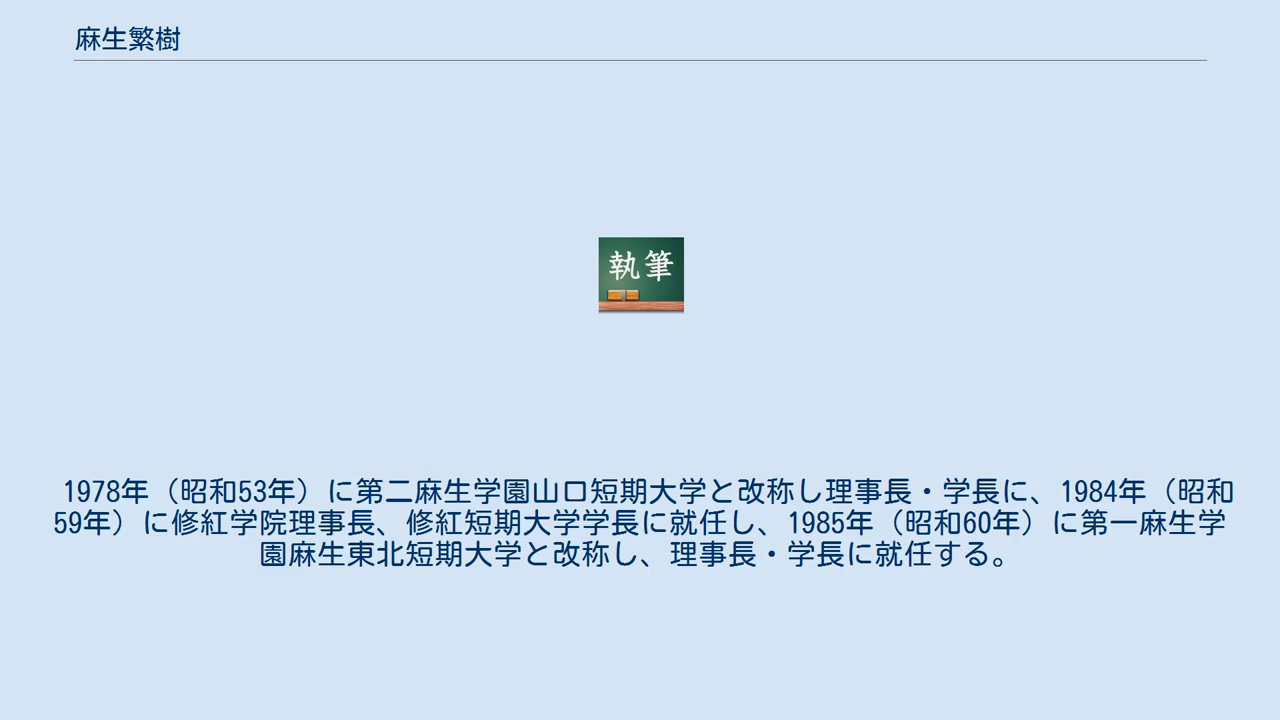 麻生繁樹
執筆
1978年（昭和53年）に第二麻生学園山口短期大学と改称し理事長・学長に、1984年（昭和
59年）に修紅学院理事長、修紅短期大学学長に就任し、1985年（昭和60年）に第一麻生学
園麻生東北短期大学と改称し、理事長・学長に就任する。